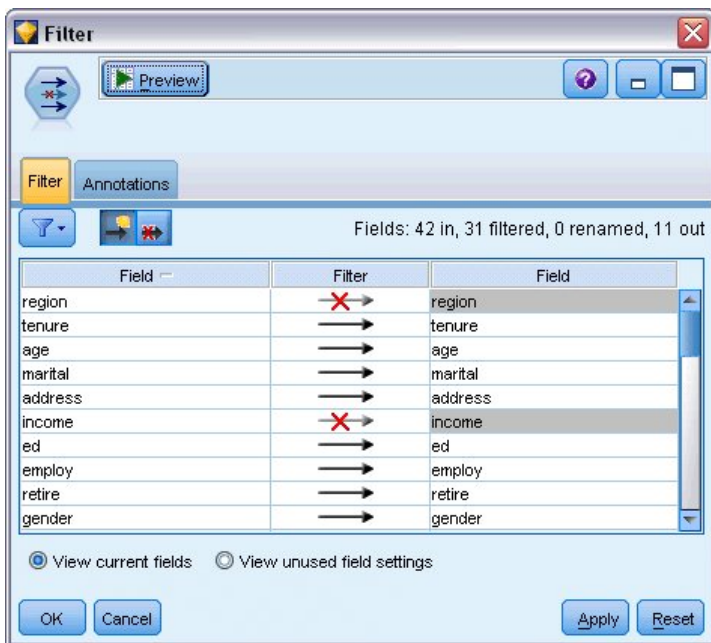 Filter
Preview
Filter Annotations
Fields: 42 in, 31 filtered, 0 renamed, 11 out
Field Filter Field
region region
tenure tenure
age age
marital marital
address address
income income
ed ed
employ employ
retire retire
gender gender
View current fields View unused field settings
OK Cancel Apply Reset